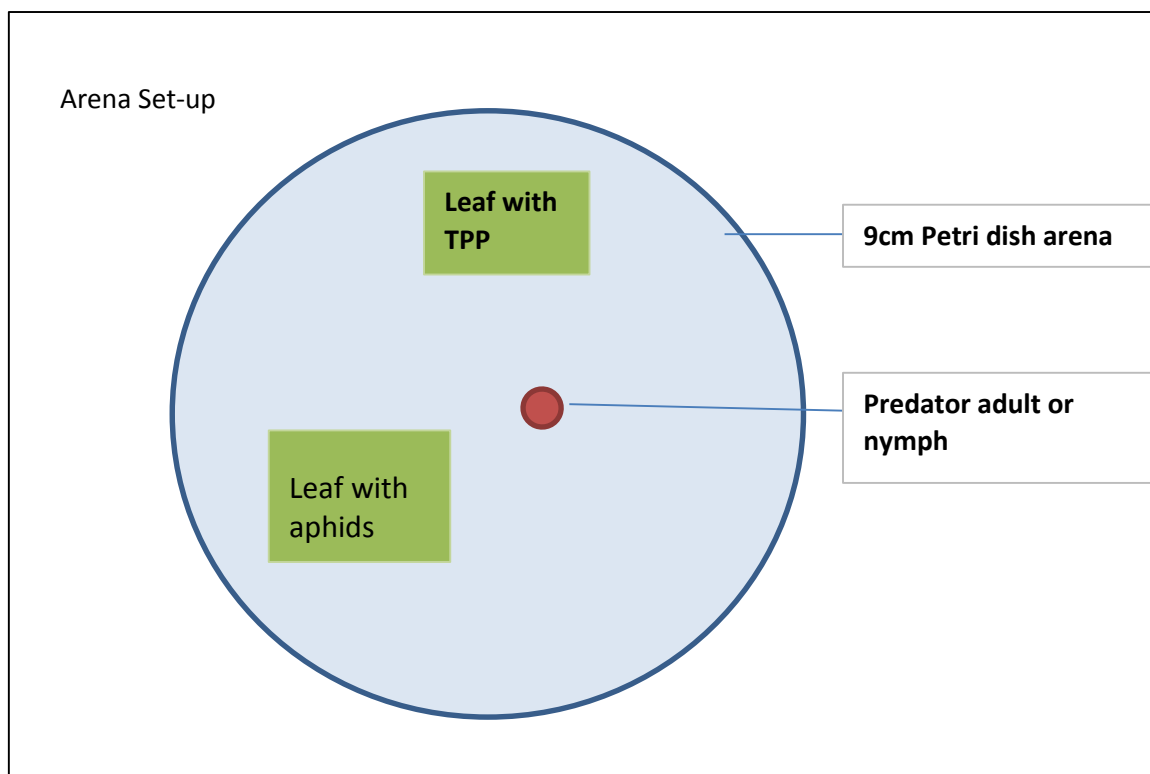 Arena Set-up
Leaf with
TPP
9cm Petri dish arena
Predator adult or
nymph
Leaf with
aphids